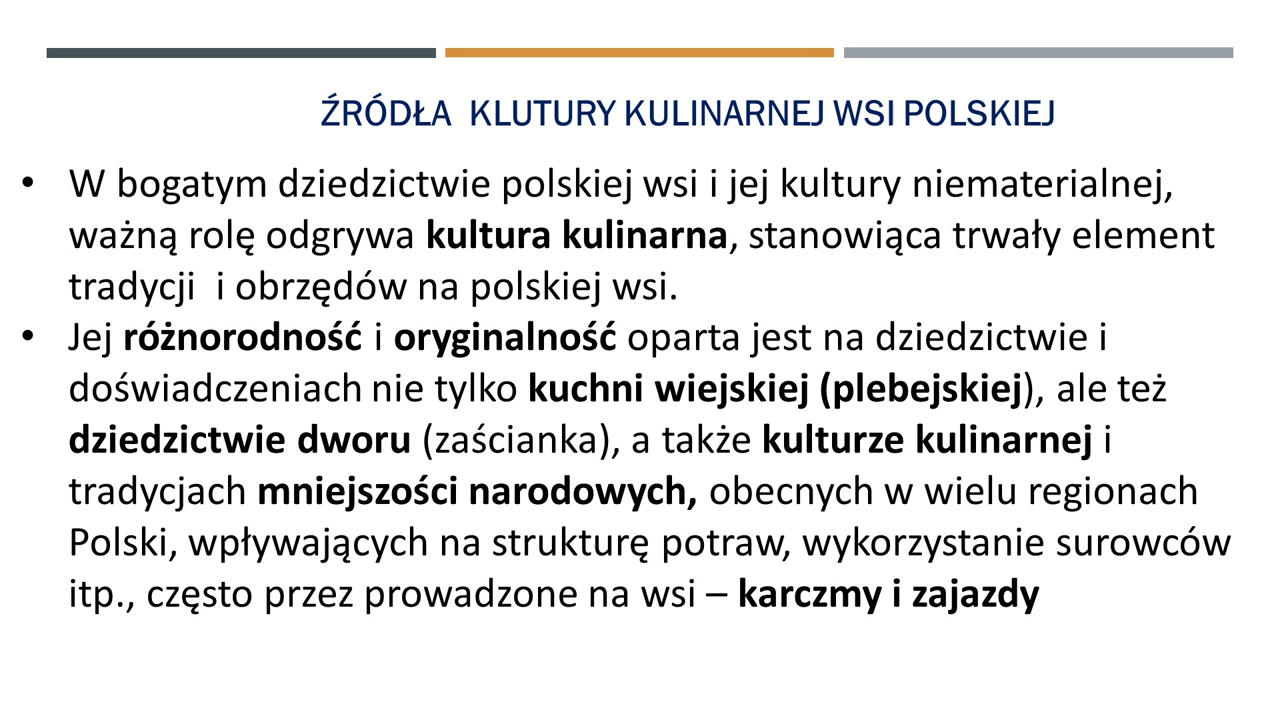 ŹRÓDŁA  KLUTURY KULINARNEJ WSI POLSKIEJ
• W bogatym dziedzictwie polskiej wsi i jej kultury niematerialnej,
ważną rolę odgrywa kultura kulinarna, stanowiąca trwały element
tradycji  i obrzędów na polskiej wsi.
• Jej różnorodność i oryginalność oparta jest na dziedzictwie i
doświadczeniach nie tylko kuchni wiejskiej (plebejskiej), ale też
dziedzictwie dworu (zaścianka), a także kulturze kulinarnej i
tradycjach mniejszości narodowych, obecnych w wielu regionach
Polski, wpływających na strukturę potraw, wykorzystanie surowców
itp., często przez prowadzone na wsi – karczmy i zajazdy